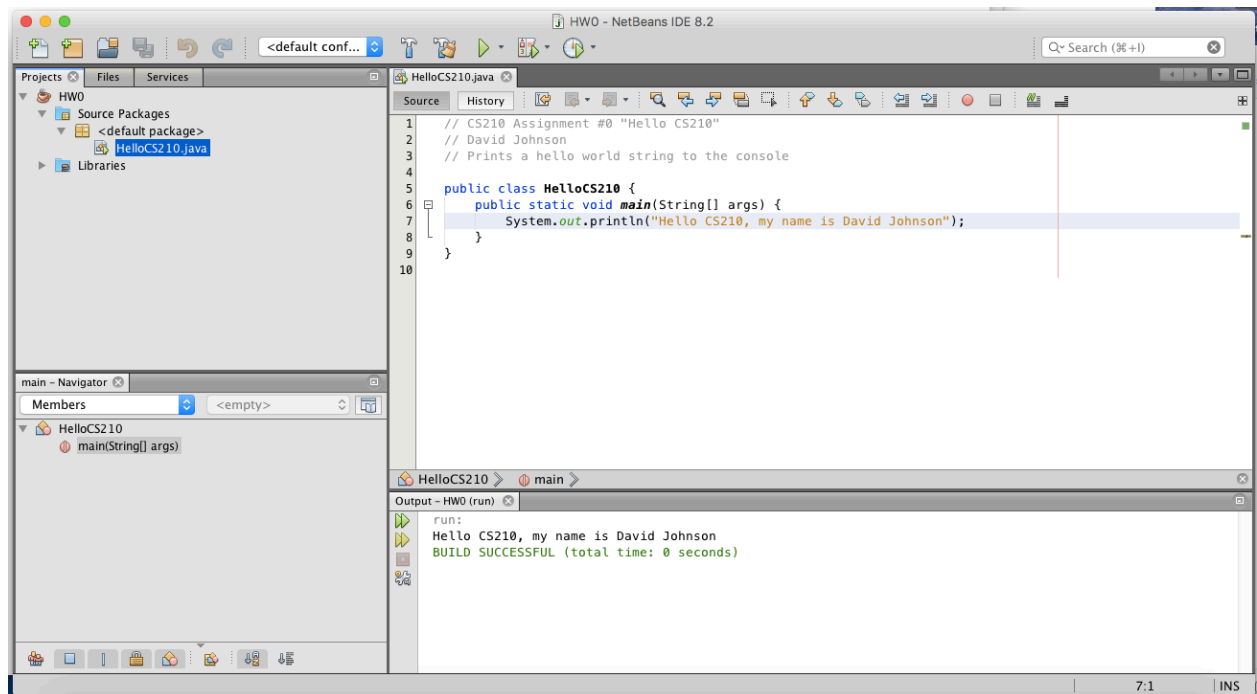 HW0 - NetBeans IDE 8.2
<default conf...
Search (⌘+I)
Projects
Files
Services
HW0
Source Packages
<default package>
HelloCS210.java
Libraries
HelloCS210.java
Source
History
1 // CS210 Assignment #0 "Hello CS210"
2 // David Johnson
3 // Prints a hello world string to the console
4
5 public class HelloCS210 {
6 public static void main(String[] args) {
7 System.out.println("Hello CS210, my name is David Johnson");
8 }
9 }
10
main - Navigator
Members
<empty>
HelloCS210
main(String[] args)
HelloCS210
main
Output - HW0 (run)
run:
Hello CS210, my name is David Johnson
BUILD SUCCESSFUL (total time: 0 seconds)
7:1
INS